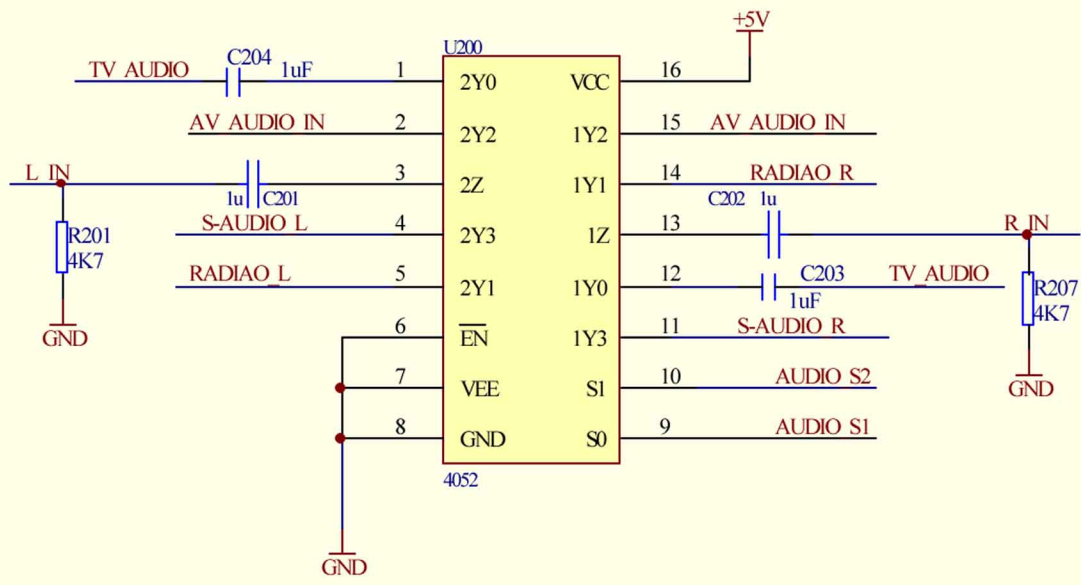 +5V
U200
C204
TV AUDIO
1uF
1
2Y0
VCC
16
AV AUDIO IN
2
2Y2
1Y2
15
AV AUDIO IN
L IN
3
2Z
1Y1
14
RADIAO R
1u
C201
C202
1u
S-AUDIO L
4
2Y3
1Z
13
R IN
R201
4K7
RADIAO_L
5
2Y1
1Y0
12
C203
1uF
TV_AUDIO
R207
4K7
GND
6
EN
1Y3
11
S-AUDIO R
7
VEE
S1
10
AUDIO S2
GND
8
GND
S0
9
AUDIO S1
4052
GND